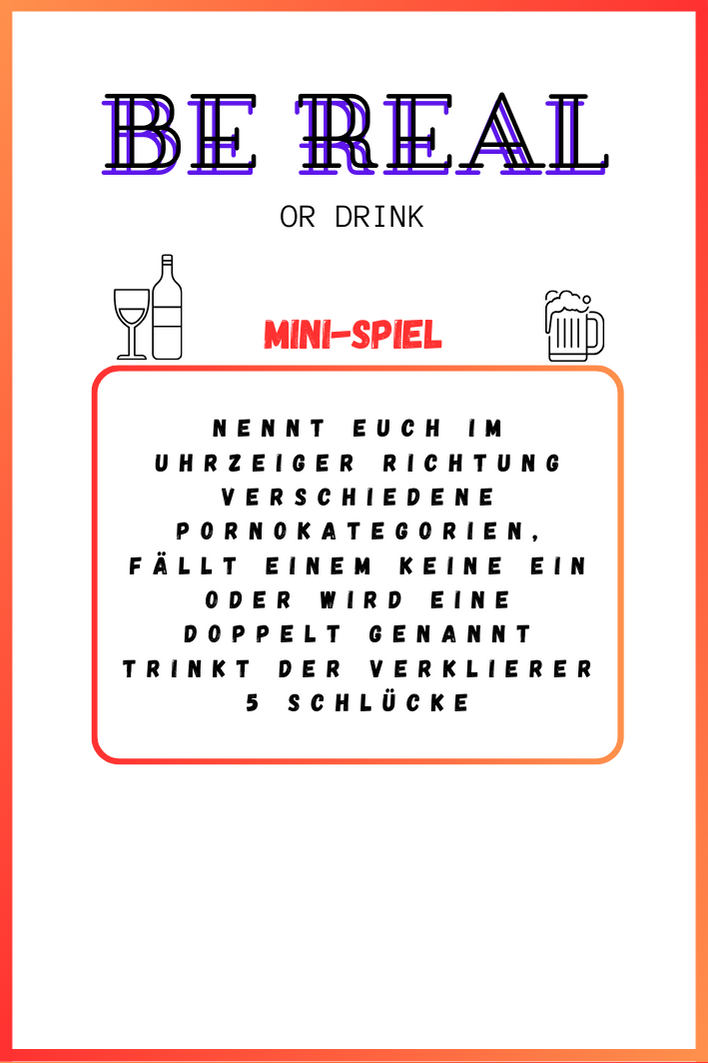 BE REAL
OR DRINK
MINI-SPIEL
NENNT EUCH IM
UHRZEIGER RICHTUNG
VERSCHIEDENE
PORNOKATEGORIEN,
FÄLLT EINEM KEINE EIN
ODER WIRD EINE
DOPPELT GENANNT
TRINKT DER VERKLIERER
5 SCHLÜCKE